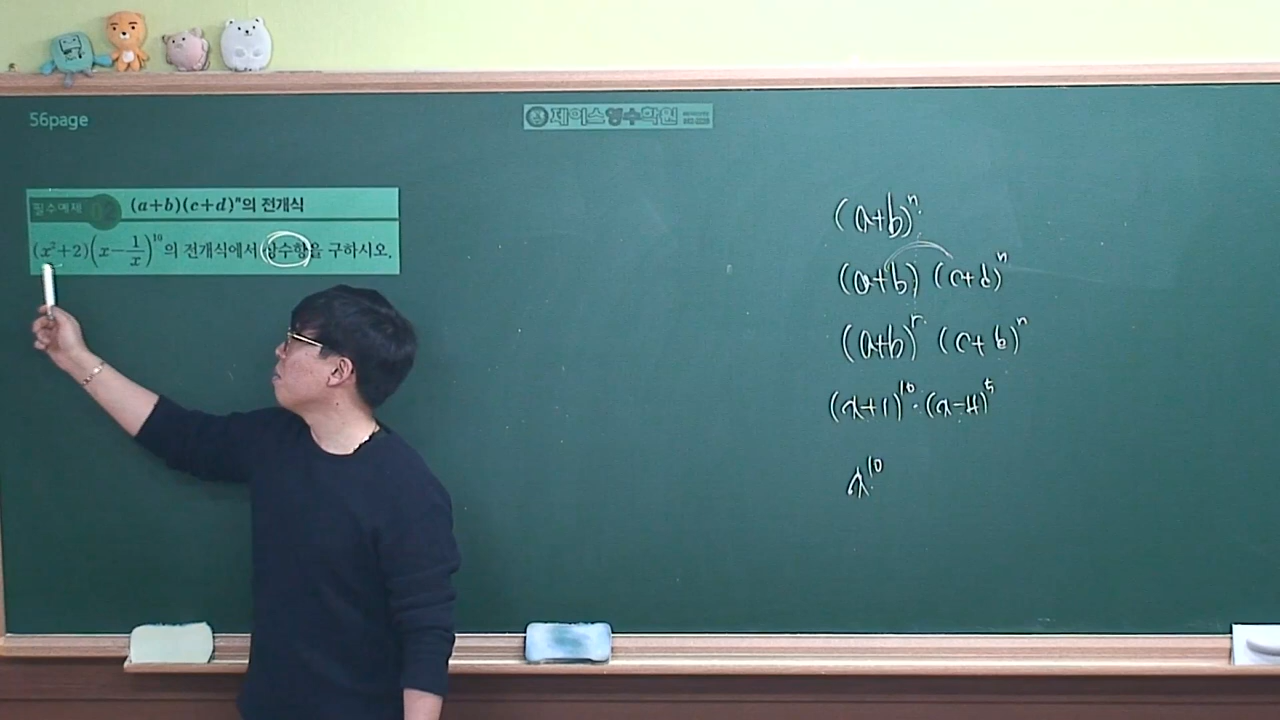 56page
제이스영수학원
필수예제 02 (a+b)(c+d)ⁿ의 전개식
(x²+2)(x-1/x)¹⁰의 전개식에서 상수항을 구하시오.
(a+b)ⁿ
(a+b) (c+d)ⁿ
(a+b)ʳ (c+b)ⁿ
(x+1)¹⁰·(x-4)⁵
x¹⁰